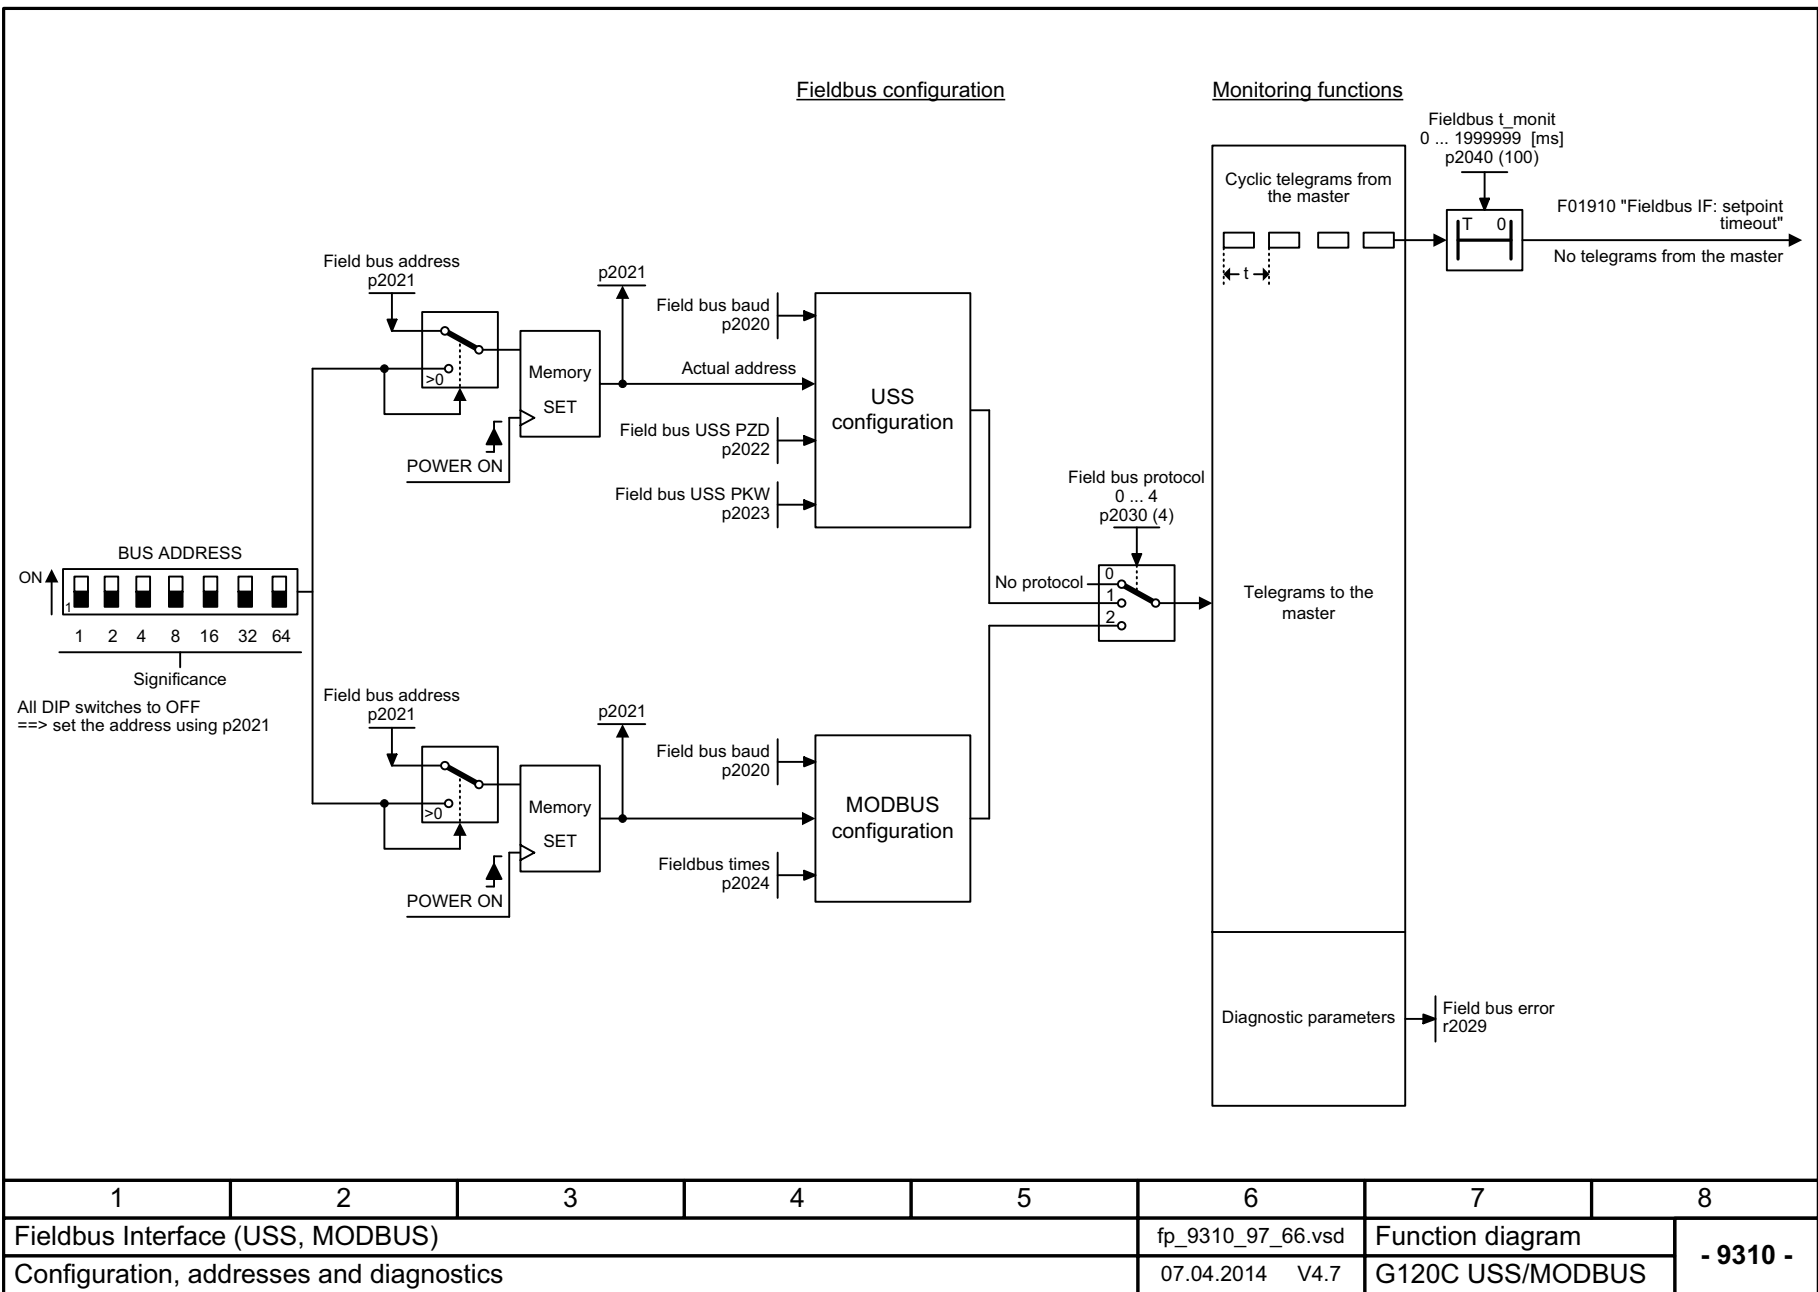 Fieldbus configuration
Monitoring functions
Fieldbus t_monit
0 ... 1999999 [ms]
p2040 (100)
Cyclic telegrams from
the master
T 0
F01910 "Fieldbus IF: setpoint
timeout"
No telegrams from the master
t
Field bus address
p2021
p2021
Field bus baud
p2020
>0
Memory
SET
Actual address
USS
configuration
Field bus USS PZD
p2022
POWER ON
Field bus USS PKW
p2023
Field bus protocol
0 ... 4
p2030 (4)
BUS ADDRESS
ON
1
1 2 4 8 16 32 64
Significance
All DIP switches to OFF
==> set the address using p2021
No protocol
0
1
2
Telegrams to the
master
Field bus address
p2021
p2021
Field bus baud
p2020
>0
Memory
SET
MODBUS
configuration
Fieldbus times
p2024
POWER ON
Diagnostic parameters
Field bus error
r2029
1 2 3 4 5 6 7 8
Fieldbus Interface (USS, MODBUS)
fp_9310_97_66.vsd
Function diagram
- 9310 -
Configuration, addresses and diagnostics
07.04.2014 V4.7
G120C USS/MODBUS